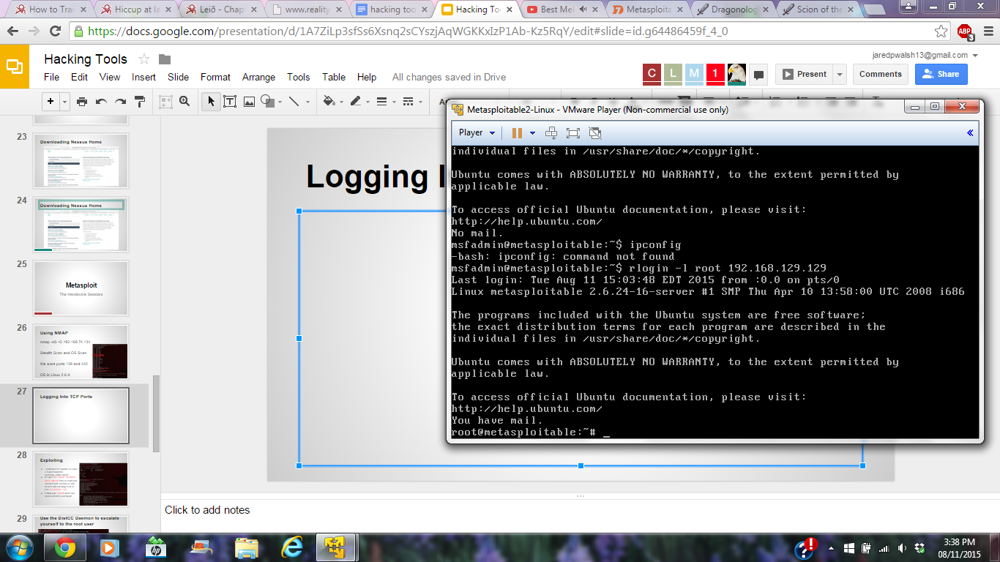 How to Trai
Hiccup at la
Leið - Chap
www.reality
hacking too
Hacking Too
Best Mel
Metasploita
Dragonolog
Scion of the
https://docs.google.com/presentation/d/1A7ZiLp3sfSs6Xsnq2sCYszjAqWGKKxIzP1Ab-Kz5RqY/edit#slide=id.g64486459f_4_0
ABP
3
Hacking Tools
jaredpwalsh13@gmail.com
File Edit View Insert Slide Format Arrange Tools Table Help All changes saved in Drive
C L M 1
Present
Comments
Share
23
Downloading Nessus Home
24
Downloading Nessus Home
25
Metasploit
The Handsome Seasters
26
Using NMAP
nmap -sS -O 192.168.74.134
Stealth Scan and OS Scan
We want ports 139 and 445
OS is Linux 2.6.X
27
Logging Into TCP Ports
28
Exploiting
29
Use the DistCC Daemon to escalate
yourself to the root user
Logging
Metasploitable2-Linux - VMware Player (Non-commercial use only)
Player
individual files in /usr/share/doc/*/copyright.
Ubuntu comes with ABSOLUTELY NO WARRANTY, to the extent permitted by
applicable law.
To access official Ubuntu documentation, please visit:
http://help.ubuntu.com/
No mail.
msfadmin@metasploitable:~$ ipconfig
-bash: ipconfig: command not found
msfadmin@metasploitable:~$ rlogin -l root 192.168.129.129
Last login: Tue Aug 11 15:03:48 EDT 2015 from :0.0 on pts/0
Linux metasploitable 2.6.24-16-server #1 SMP Thu Apr 10 13:58:00 UTC 2008 i686
The programs included with the Ubuntu system are free software;
the exact distribution terms for each program are described in the
individual files in /usr/share/doc/*/copyright.
Ubuntu comes with ABSOLUTELY NO WARRANTY, to the extent permitted by
applicable law.
To access official Ubuntu documentation, please visit:
http://help.ubuntu.com/
You have mail.
root@metasploitable:~# _
Click to add notes
3:38 PM
08/11/2015